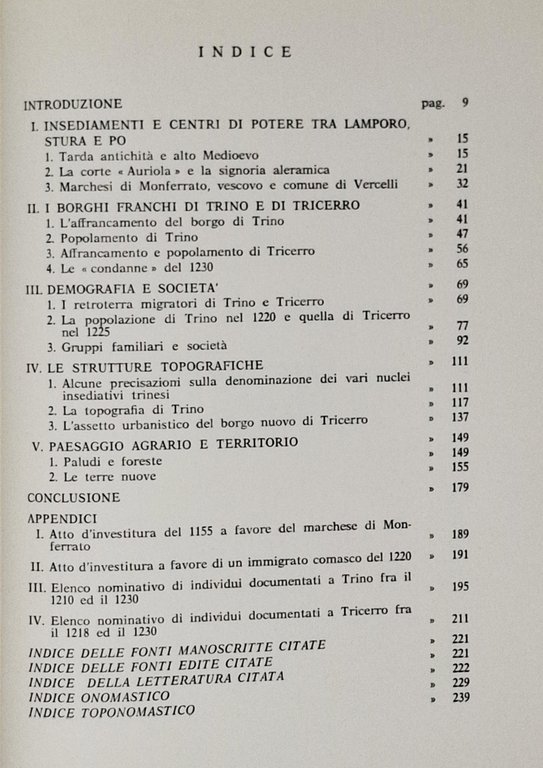 INDICE
INTRODUZIONE pag. 9
I. INSEDIAMENTI E CENTRI DI POTERE TRA LAMPORO,
STURA E PO » 15
1. Tarda antichità e alto Medioevo » 15
2. La corte « Auriola » e la signoria aleramica » 21
3. Marchesi di Monferrato, vescovo e comune di Vercelli » 32
II. I BORGHI FRANCHI DI TRINO E DI TRICERRO » 41
1. L'affrancamento del borgo di Trino » 41
2. Popolamento di Trino » 47
3. Affrancamento e popolamento di Tricerro » 56
4. Le « condanne » del 1230 » 65
III. DEMOGRAFIA E SOCIETA' » 69
1. I retroterra migratori di Trino e Tricerro » 69
2. La popolazione di Trino nel 1220 e quella di Tricerro
nel 1225 » 77
3. Gruppi familiari e società » 92
IV. LE STRUTTURE TOPOGRAFICHE » 111
1. Alcune precisazioni sulla denominazione dei vari nuclei
insediativi trinesi » 111
2. La topografia di Trino » 117
3. L'assetto urbanistico del borgo nuovo di Tricerro » 137
V. PAESAGGIO AGRARIO E TERRITORIO » 149
1. Paludi e foreste » 149
2. Le terre nuove » 155
CONCLUSIONE » 179
APPENDICI
I. Atto d'investitura del 1155 a favore del marchese di Mon-
ferrato » 189
II. Atto d'investitura a favore di un immigrato comasco del 1220 » 191
III. Elenco nominativo di individui documentati a Trino fra il
1210 ed il 1230 » 195
IV. Elenco nominativo di individui documentati a Tricerro fra
il 1218 ed il 1230 » 211
INDICE DELLE FONTI MANOSCRITTE CITATE » 221
INDICE DELLE FONTI EDITE CITATE » 221
INDICE DELLA LETTERATURA CITATA » 222
INDICE ONOMASTICO » 229
INDICE TOPONOMASTICO » 239